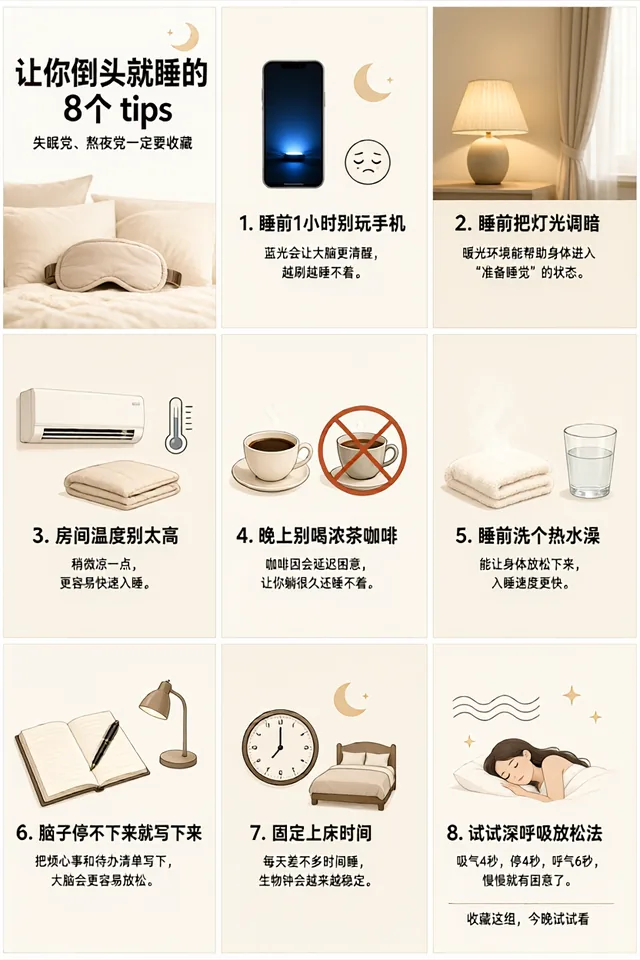 让你倒头就睡的
8个 tips
失眠党、熬夜党一定要收藏
1. 睡前1小时别玩手机
蓝光会让大脑更清醒，
越刷越睡不着。
2. 睡前把灯光调暗
暖光环境能帮助身体进入
“准备睡觉”的状态。
3. 房间温度别太高
稍微凉一点，
更容易快速入睡。
4. 晚上别喝浓茶咖啡
咖啡因会延迟困意，
让你躺很久还睡不着。
5. 睡前洗个热水澡
能让身体放松下来，
入睡速度更快。
6. 脑子停不下来就写下来
把烦心事和待办清单写下，
大脑会更容易放松。
7. 固定上床时间
每天差不多时间睡，
生物钟会越来越稳定。
8. 试试深呼吸放松法
吸气4秒，停4秒，呼气6秒，
慢慢就有困意了。
收藏这组，今晚试试看